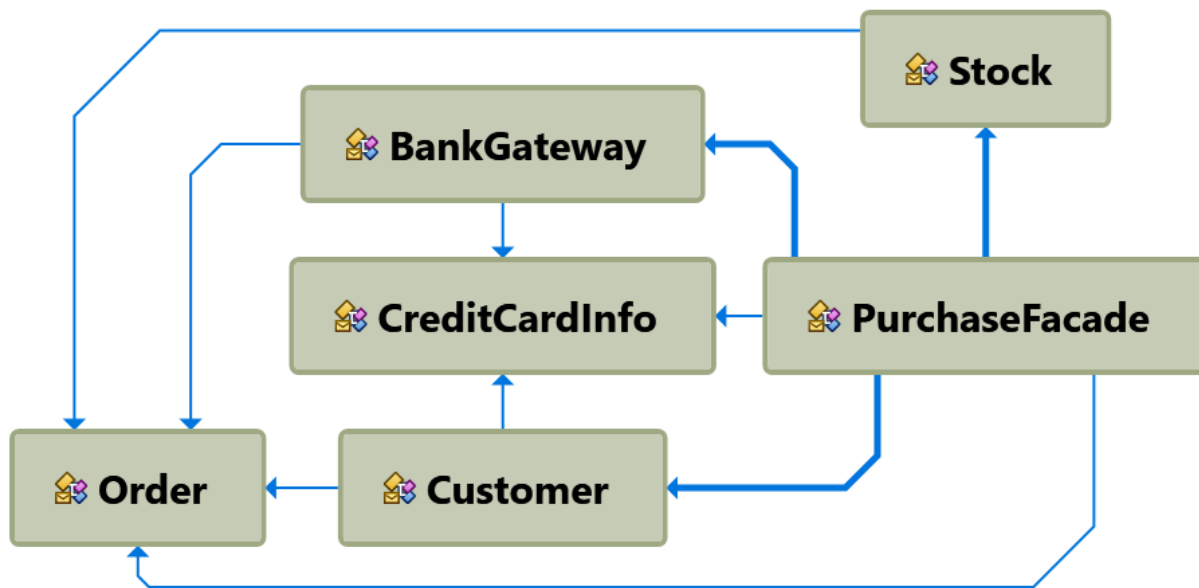 Stock
BankGateway
CreditCardInfo
PurchaseFacade
Order
Customer